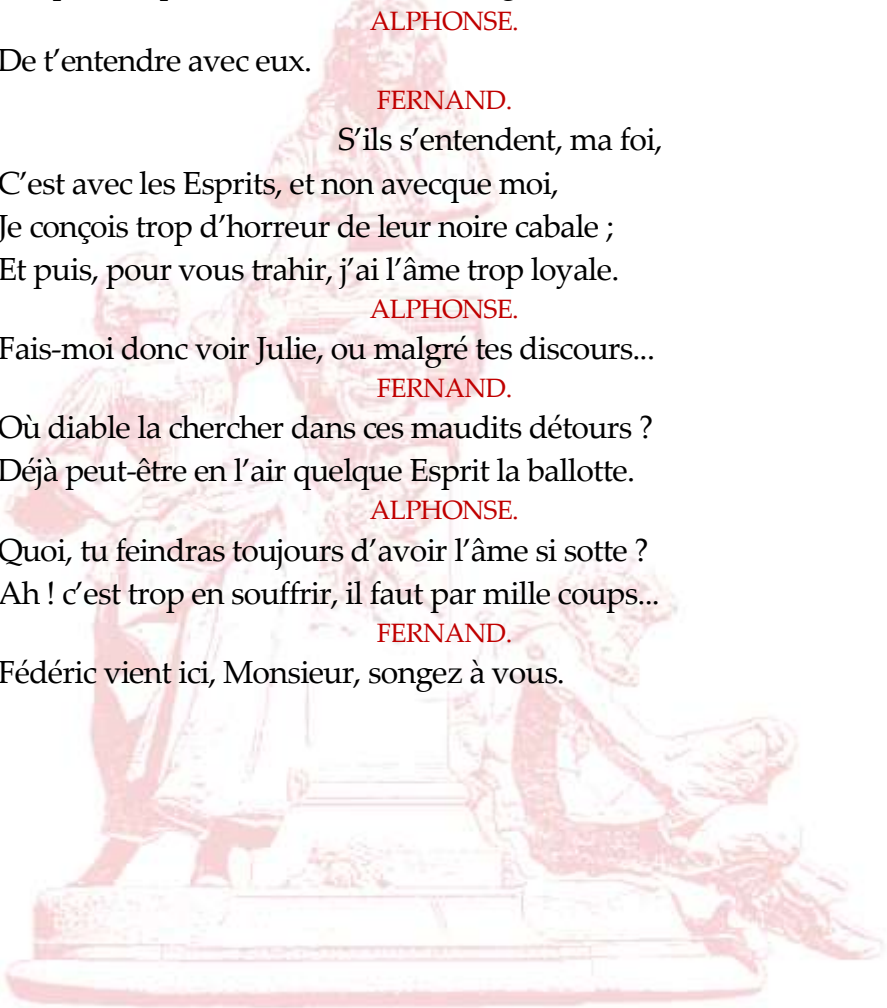 ALPHONSE.
De t’entendre avec eux.
FERNAND.
S’ils s’entendent, ma foi,
C’est avec les Esprits, et non avecque moi,
Je conçois trop d’horreur de leur noire cabale ;
Et puis, pour vous trahir, j’ai l’âme trop loyale.
ALPHONSE.
Fais-moi donc voir Julie, ou malgré tes discours...
FERNAND.
Où diable la chercher dans ces maudits détours ?
Déjà peut-être en l’air quelque Esprit la ballotte.
ALPHONSE.
Quoi, tu feindras toujours d’avoir l’âme si sotte ?
Ah ! c’est trop en souffrir, il faut par mille coups...
FERNAND.
Fédéric vient ici, Monsieur, songez à vous.